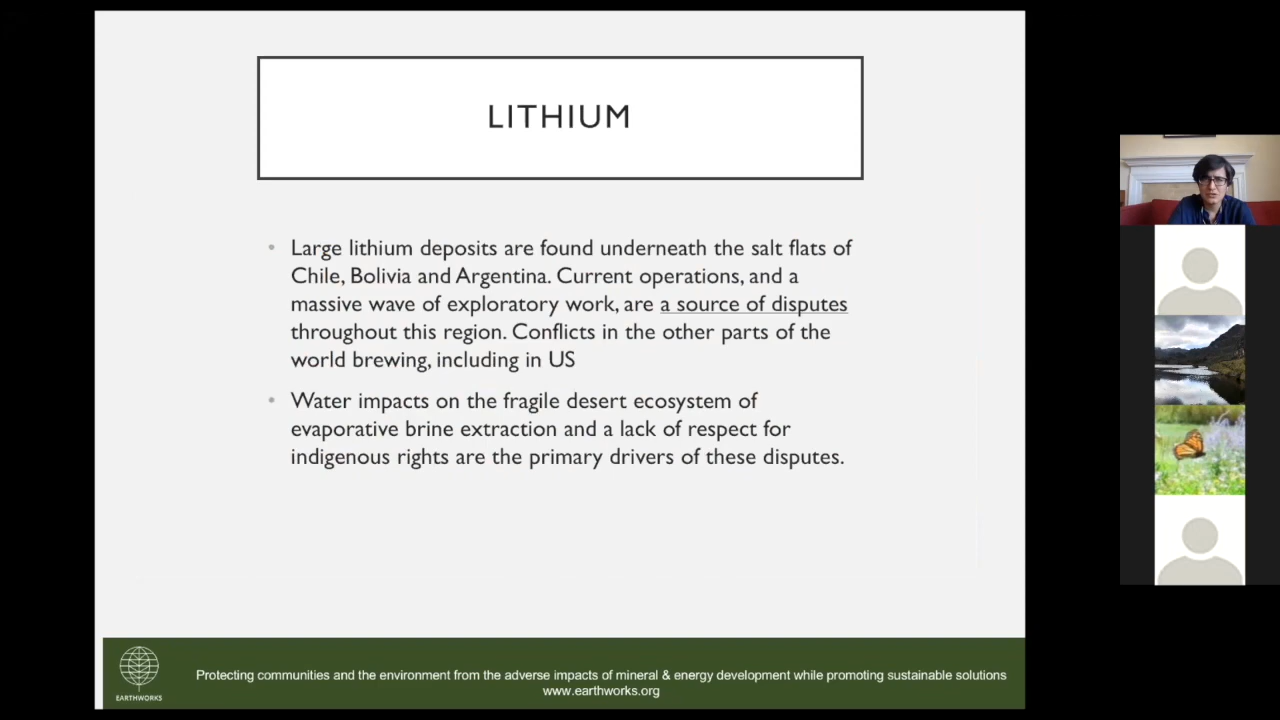 LITHIUM
• Large lithium deposits are found underneath the salt flats of
Chile, Bolivia and Argentina. Current operations, and a
massive wave of exploratory work, are a source of disputes
throughout this region. Conflicts in the other parts of the
world brewing, including in US
• Water impacts on the fragile desert ecosystem of
evaporative brine extraction and a lack of respect for
indigenous rights are the primary drivers of these disputes.
EARTHWORKS
Protecting communities and the environment from the adverse impacts of mineral & energy development while promoting sustainable solutions
www.earthworks.org